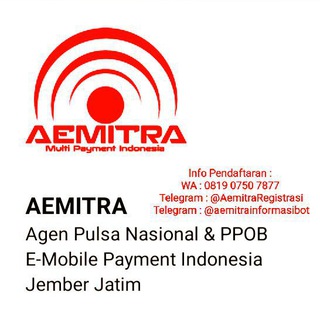 AEMITRA
Multi Payment Indonesia
Info Pendaftaran :
WA : 0819 0750 7877
Telegram : @AemitraRegistrasi
Telegram : @aemitrainformasibot
AEMITRA
Agen Pulsa Nasional & PPOB
E-Mobile Payment Indonesia
Jember Jatim